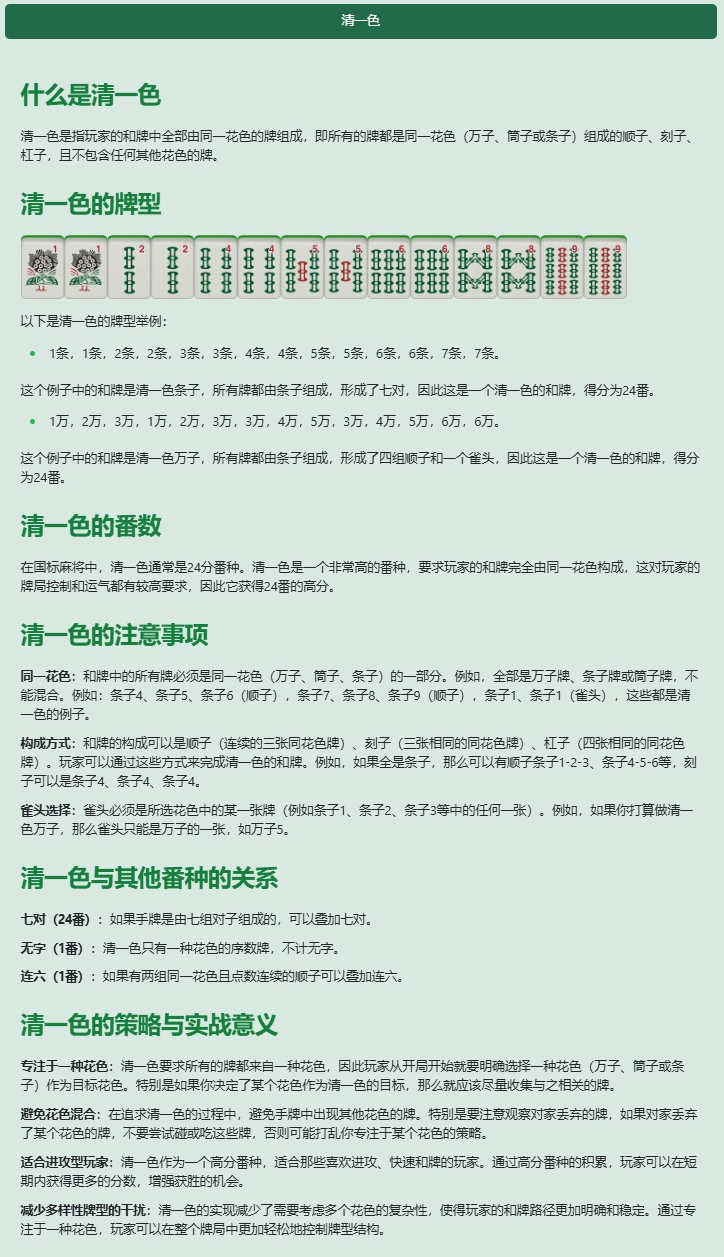 清一色
什么是清一色
清一色是指玩家的和牌中全部由同一花色的牌组成，即所有的牌都是同一花色（万子、筒子或条子）组成的顺子、刻子、
杠子，且不包含任何其他花色的牌。
清一色的牌型
1 1 2 2 4 4 5 5 6 6 8 8 9 9
以下是清一色的牌型举例：
1条，1条，2条，2条，3条，3条，4条，4条，5条，5条，6条，6条，7条，7条。
这个例子中的和牌是清一色条子，所有牌都由条子组成，形成了七对，因此这是一个清一色的和牌，得分为24番。
1万，2万，3万，1万，2万，3万，3万，4万，5万，3万，4万，5万，6万，6万。
这个例子中的和牌是清一色万子，所有牌都由条子组成，形成了四组顺子和一个雀头，因此这是一个清一色的和牌，得分
为24番。
清一色的番数
在国标麻将中，清一色通常是24分番种。清一色是一个非常高的番种，要求玩家的和牌完全由同一花色构成，这对玩家的
牌局控制和运气都有较高要求，因此它获得24番的高分。
清一色的注意事项
同一花色：和牌中的所有牌必须是同一花色（万子、筒子、条子）的一部分。例如，全部是万子牌、条子牌或筒子牌，不
能混合。例如：条子4、条子5、条子6（顺子），条子7、条子8、条子9（顺子），条子1、条子1（雀头），这些都是清
一色的例子。
构成方式：和牌的构成可以是顺子（连续的三张同花色牌）、刻子（三张相同的同花色牌）、杠子（四张相同的同花色
牌）。玩家可以通过这些方式来完成清一色的和牌。例如，如果全是条子，那么可以有顺子条子1-2-3、条子4-5-6等，刻
子可以是条子4、条子4、条子4。
雀头选择：雀头必须是所选花色中的某一张牌（例如条子1、条子2、条子3等中的任何一张）。例如，如果你打算做清一
色万子，那么雀头只能是万子的一张，如万子5。
清一色与其他番种的关系
七对（24番）：如果手牌是由七组对子组成的，可以叠加七对。
无字（1番）：清一色只有一种花色的序数牌，不计无字。
连六（1番）：如果有两组同一花色且点数连续的顺子可以叠加连六。
清一色的策略与实战意义
专注于一种花色：清一色要求所有的牌都来自一种花色，因此玩家从开局开始就要明确选择一种花色（万子、筒子或条
子）作为目标花色。特别是如果你决定了某个花色作为清一色的目标，那么就应该尽量收集与之相关的牌。
避免花色混合：在追求清一色的过程中，避免手牌中出现其他花色的牌。特别是要注意观察对家丢弃的牌，如果对家丢弃
了某个花色的牌，不要尝试碰或吃这些牌，否则可能打乱你专注于某个花色的策略。
适合进攻型玩家：清一色作为一个高分番种，适合那些喜欢进攻、快速和牌的玩家。通过高分番种的积累，玩家可以在短
期内获得更多的分数，增强获胜的机会。
减少多样性牌型的干扰：清一色的实现减少了需要考虑多个花色的复杂性，使得玩家的和牌路径更加明确和稳定。通过专
注于一种花色，玩家可以在整个牌局中更加轻松地控制牌型结构。